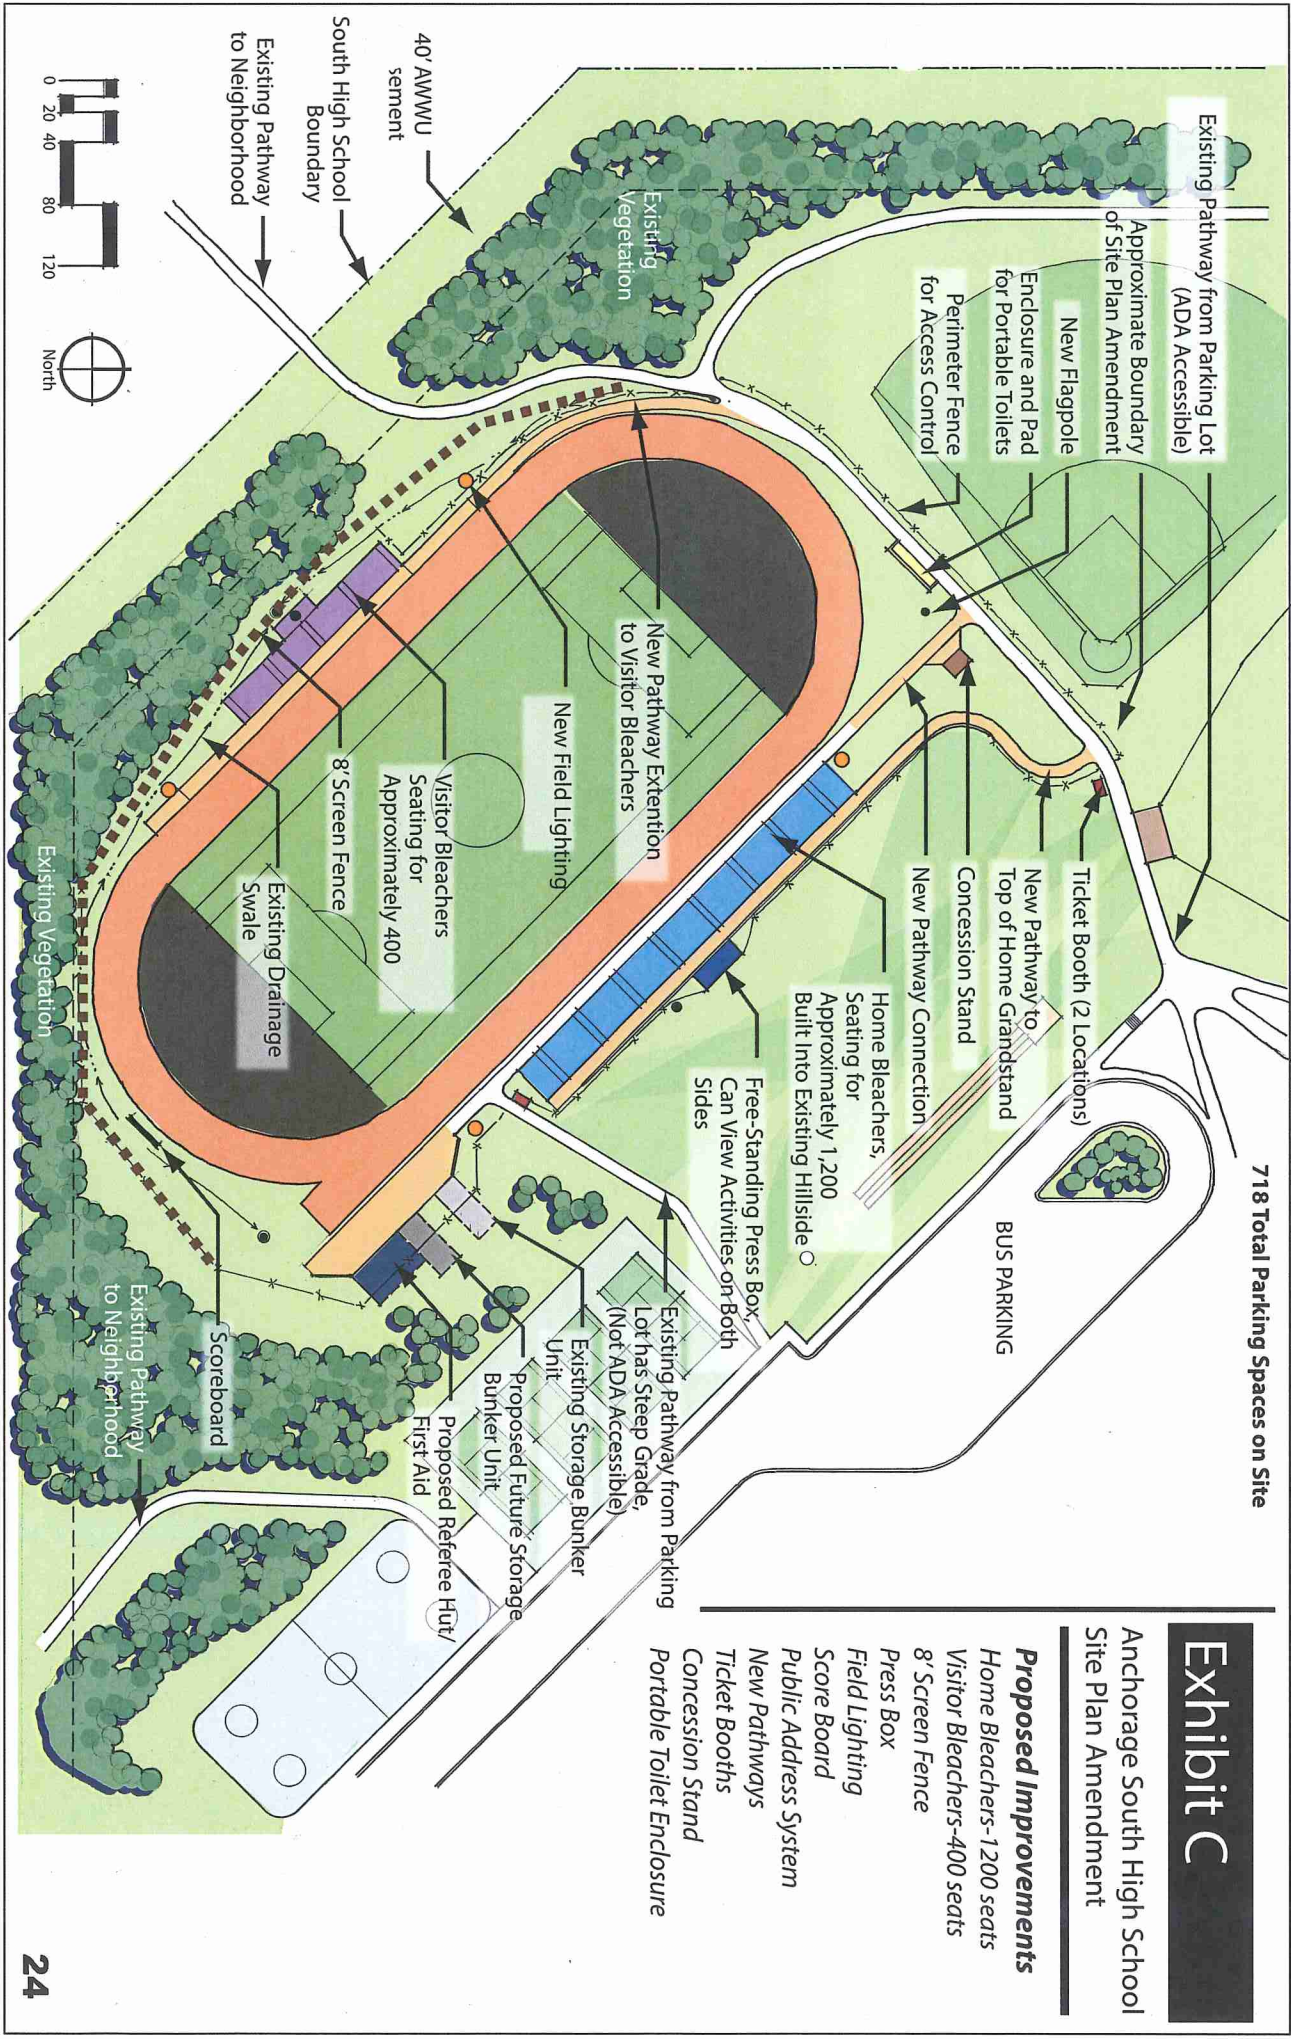 Exhibit C
Anchorage South High School
Site Plan Amendment
Proposed Improvements
Home Bleachers-1200 seats
Visitor Bleachers-400 seats
8' Screen Fence
Press Box
Field Lighting
Score Board
Public Address System
New Pathways
Ticket Booths
Concession Stand
Portable Toilet Enclosure
718 Total Parking Spaces on Site
BUS PARKING
Existing Pathway from Parking Lot
(ADA Accessible)
Approximate Boundary
of Site Plan Amendment
New Flagpole
Enclosure and Pad
for Portable Toilets
Perimeter Fence
for Access Control
Ticket Booth (2 Locations)
New Pathway to
Top of Home Grandstand
Concession Stand
New Pathway Connection
Home Bleachers,
Seating for
Approximately 1,200
Built Into Existing Hillside
Free-Standing Press Box,
Can View Activities on Both
Sides
Existing Pathway from Parking
Lot has Steep Grade,
(Not ADA Accessible)
Existing Storage Bunker
Unit
Proposed Future Storage
Bunker Unit
Proposed Referee Hut/
First Aid
New Pathway Extention
to Visitor Bleachers
New Field Lighting
Visitor Bleachers
Seating for
Approximately 400
8' Screen Fence
Existing Drainage
Swale
Scoreboard
Existing Pathway
to Neighborhood
Existing Vegetation
Existing
Vegetation
40' AWWU
sement
South High School
Boundary
Existing Pathway
to Neighborhood
0 20 40 80 120
North
24